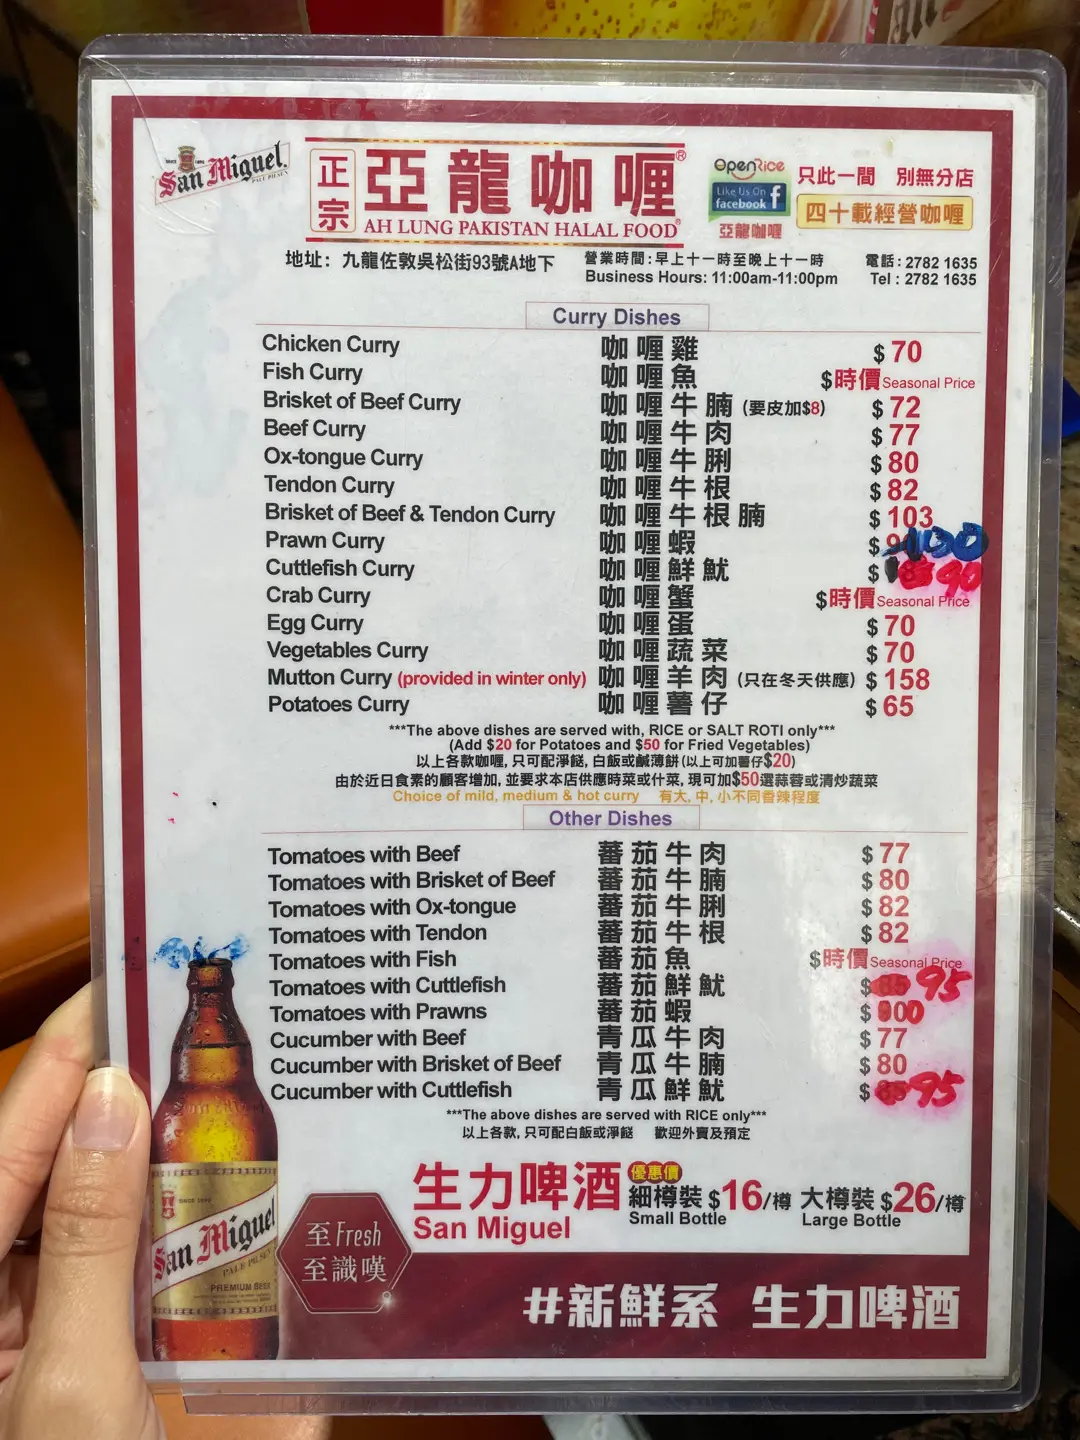 San Miguel.
PALE PILSEN
正宗
亞龍咖喱®
AH LUNG PAKISTAN HALAL FOOD®
OpenRice
Like Us On
facebook f
亞龍咖喱
只此一間 別無分店
四十載經營咖喱
地址: 九龍佐敦吳松街93號A地下
營業時間:早上十一時至晚上十一時
Business Hours: 11:00am-11:00pm
電話:2782 1635
Tel : 2782 1635
Curry Dishes
Chicken Curry 咖喱雞 $ 70
Fish Curry 咖喱魚 $時價 Seasonal Price
Brisket of Beef Curry 咖喱牛腩 (要皮加$8) $ 72
Beef Curry 咖喱牛肉 $ 77
Ox-tongue Curry 咖喱牛脷 $ 80
Tendon Curry 咖喱牛根 $ 82
Brisket of Beef & Tendon Curry 咖喱牛根腩 $ 103
Prawn Curry 咖喱蝦 $ 100
Cuttlefish Curry 咖喱鮮魷 $ 90
Crab Curry 咖喱蟹 $時價 Seasonal Price
Egg Curry 咖喱蛋 $ 70
Vegetables Curry 咖喱蔬菜 $ 70
Mutton Curry (provided in winter only) 咖喱羊肉 (只在冬天供應) $ 158
Potatoes Curry 咖喱薯仔 $ 65
***The above dishes are served with, RICE or SALT ROTI only***
(Add $20 for Potatoes and $50 for Fried Vegetables)
以上各款咖喱, 只可配淨餸, 白飯或鹹薄餅 (以上可加薯仔$20)
由於近日食素的顧客增加, 並要求本店供應時菜或什菜, 現可加$50選蒜蓉或清炒蔬菜
Choice of mild, medium & hot curry 有大, 中, 小不同香辣程度
Other Dishes
Tomatoes with Beef 蕃茄牛肉 $ 77
Tomatoes with Brisket of Beef 蕃茄牛腩 $ 80
Tomatoes with Ox-tongue 蕃茄牛脷 $ 82
Tomatoes with Tendon 蕃茄牛根 $ 82
Tomatoes with Fish 蕃茄魚 $時價 Seasonal Price
Tomatoes with Cuttlefish 蕃茄鮮魷 $ 85 95
Tomatoes with Prawns 蕃茄蝦 $ 100
Cucumber with Beef 青瓜牛肉 $ 77
Cucumber with Brisket of Beef 青瓜牛腩 $ 80
Cucumber with Cuttlefish 青瓜鮮魷 $ 85 95
***The above dishes are served with RICE only***
以上各款, 只可配白飯或淨餸 歡迎外賣及預定
生力啤酒
San Miguel
優惠價
細樽裝 $16/樽 大樽裝 $26/樽
Small Bottle Large Bottle
San Miguel
PALE PILSEN
PREMIUM BEER
至Fresh
至識嘆
#新鮮系 生力啤酒